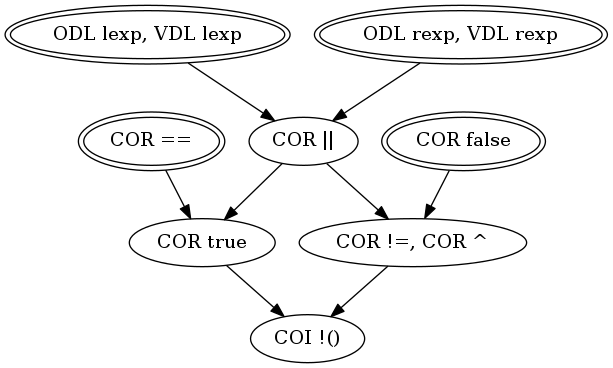 ODL lexp, VDL lexp
ODL rexp, VDL rexp
COR ==
COR ||
COR false
COR true
COR !=, COR ^
COI !()